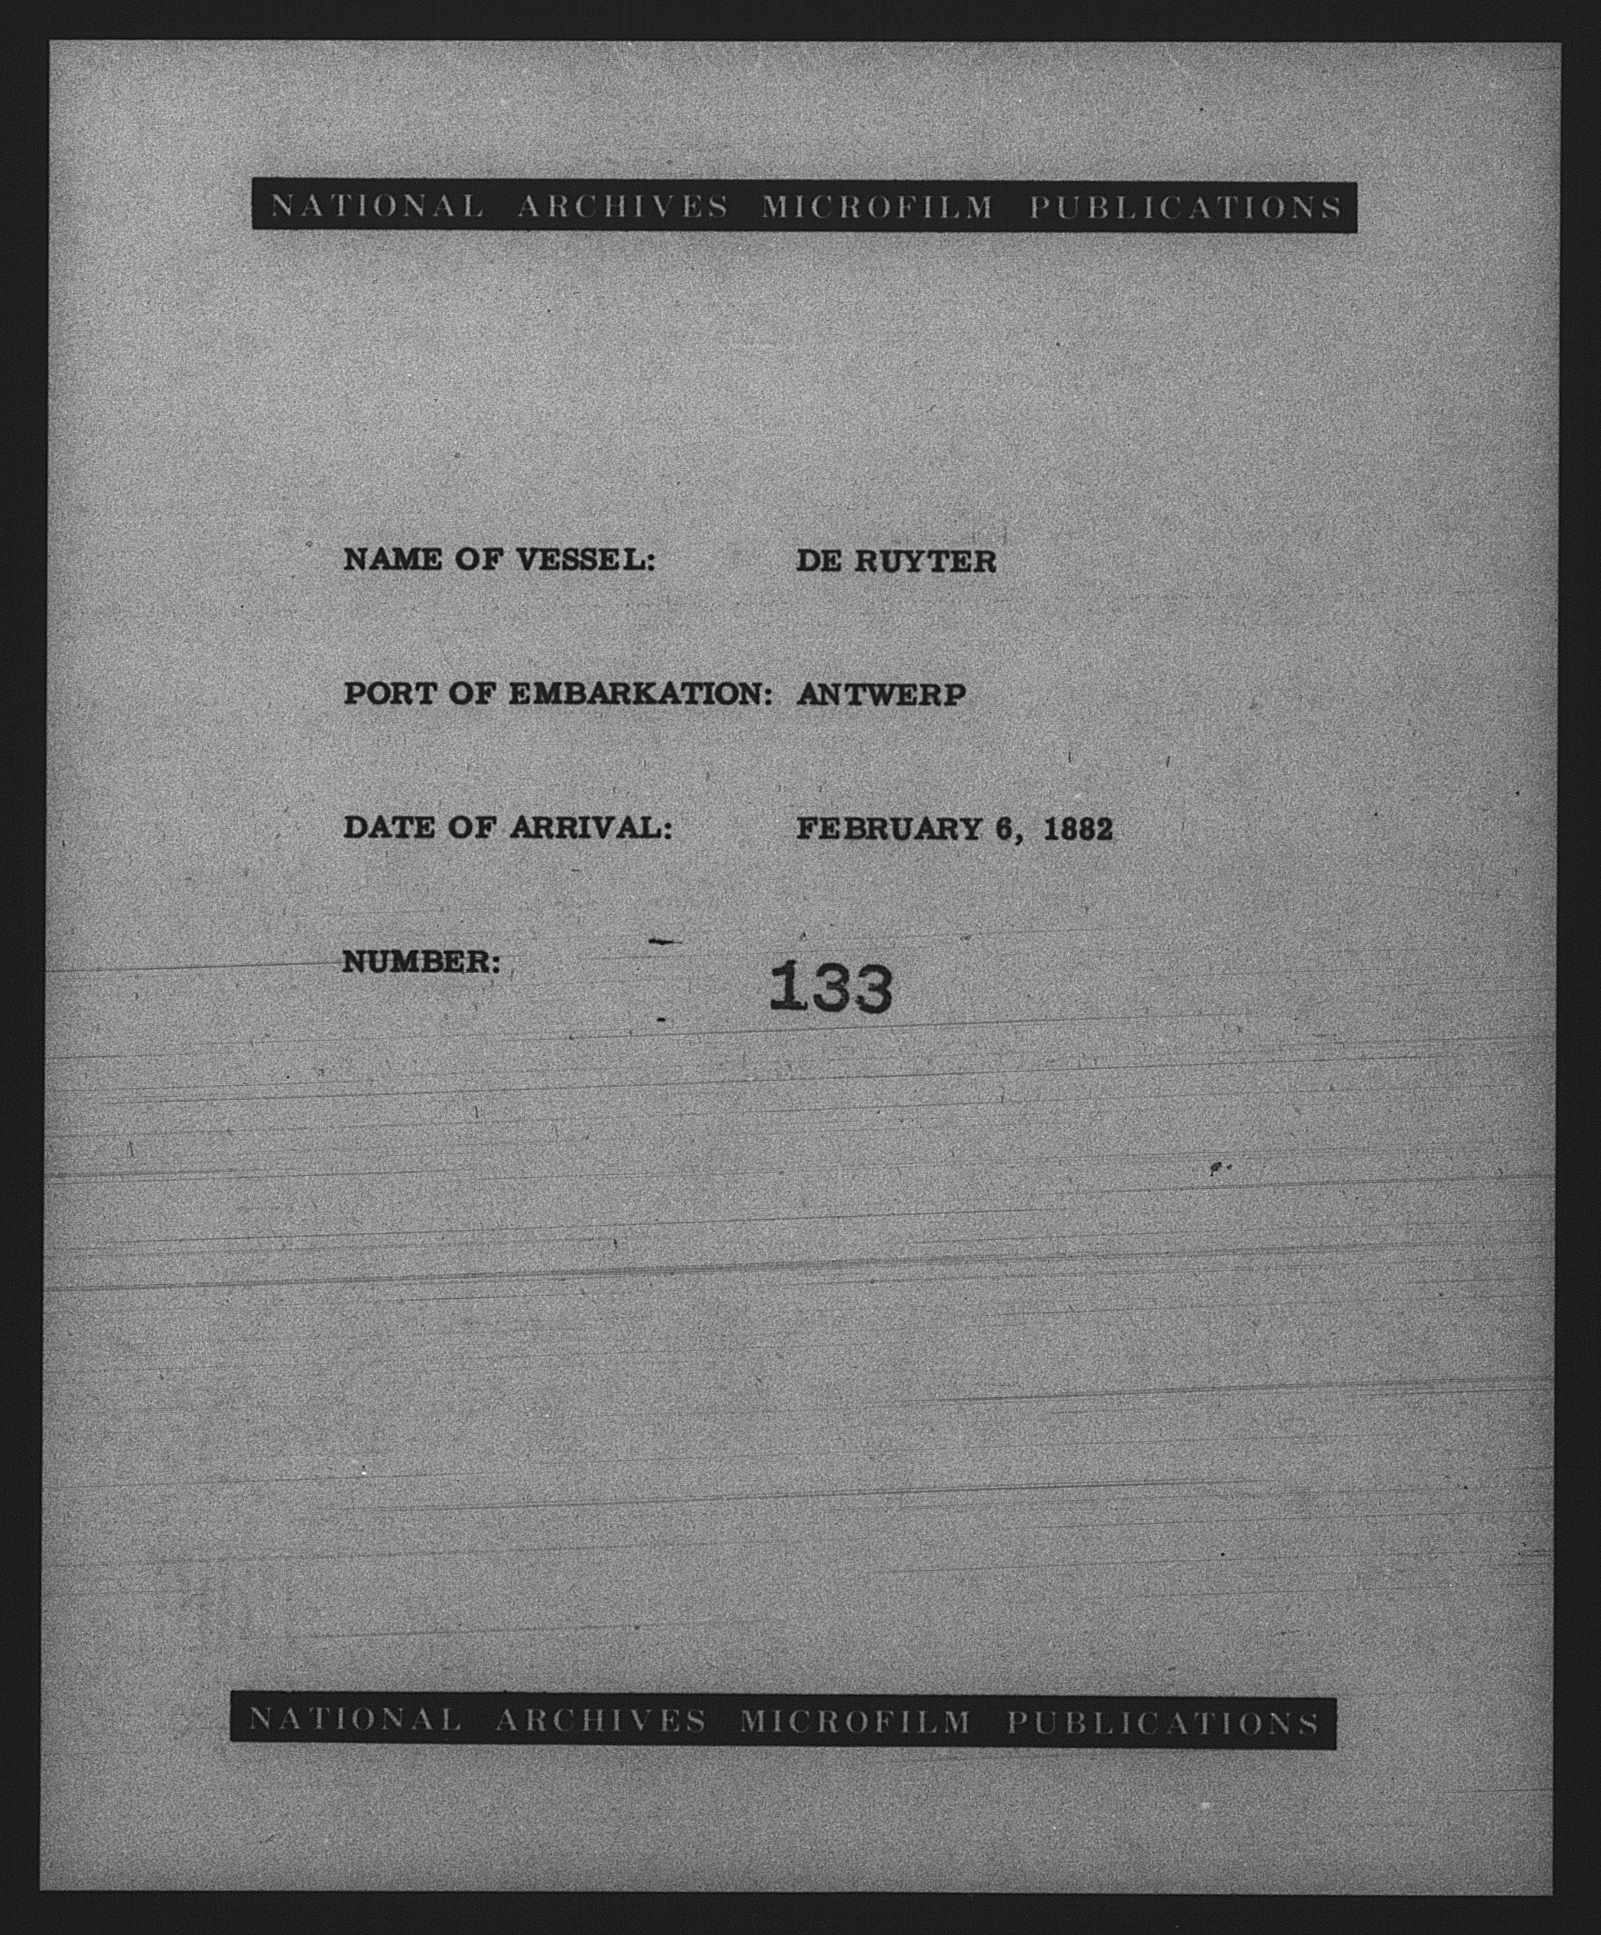 NATIONAL ARCHIVES MICROFILM PUBLICATIONS
NAME OF VESSEL: DE RUYTER
PORT OF EMBARKATION: ANTWERP
DATE OF ARRIVAL: FEBRUARY 6, 1882
NUMBER: 133
NATIONAL ARCHIVES MICROFILM PUBLICATIONS